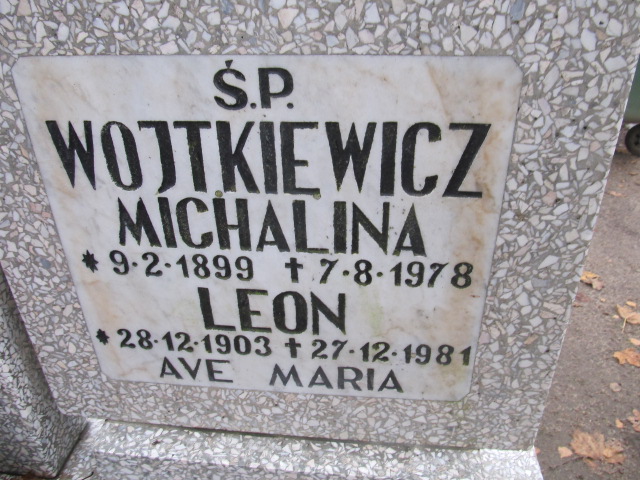 Ś.P.
WOJTKIEWICZ
MICHALINA
* 9·2·1899 † 7·8·1978
LEON
* 28·12·1903 † 27·12·1981
AVE MARIA